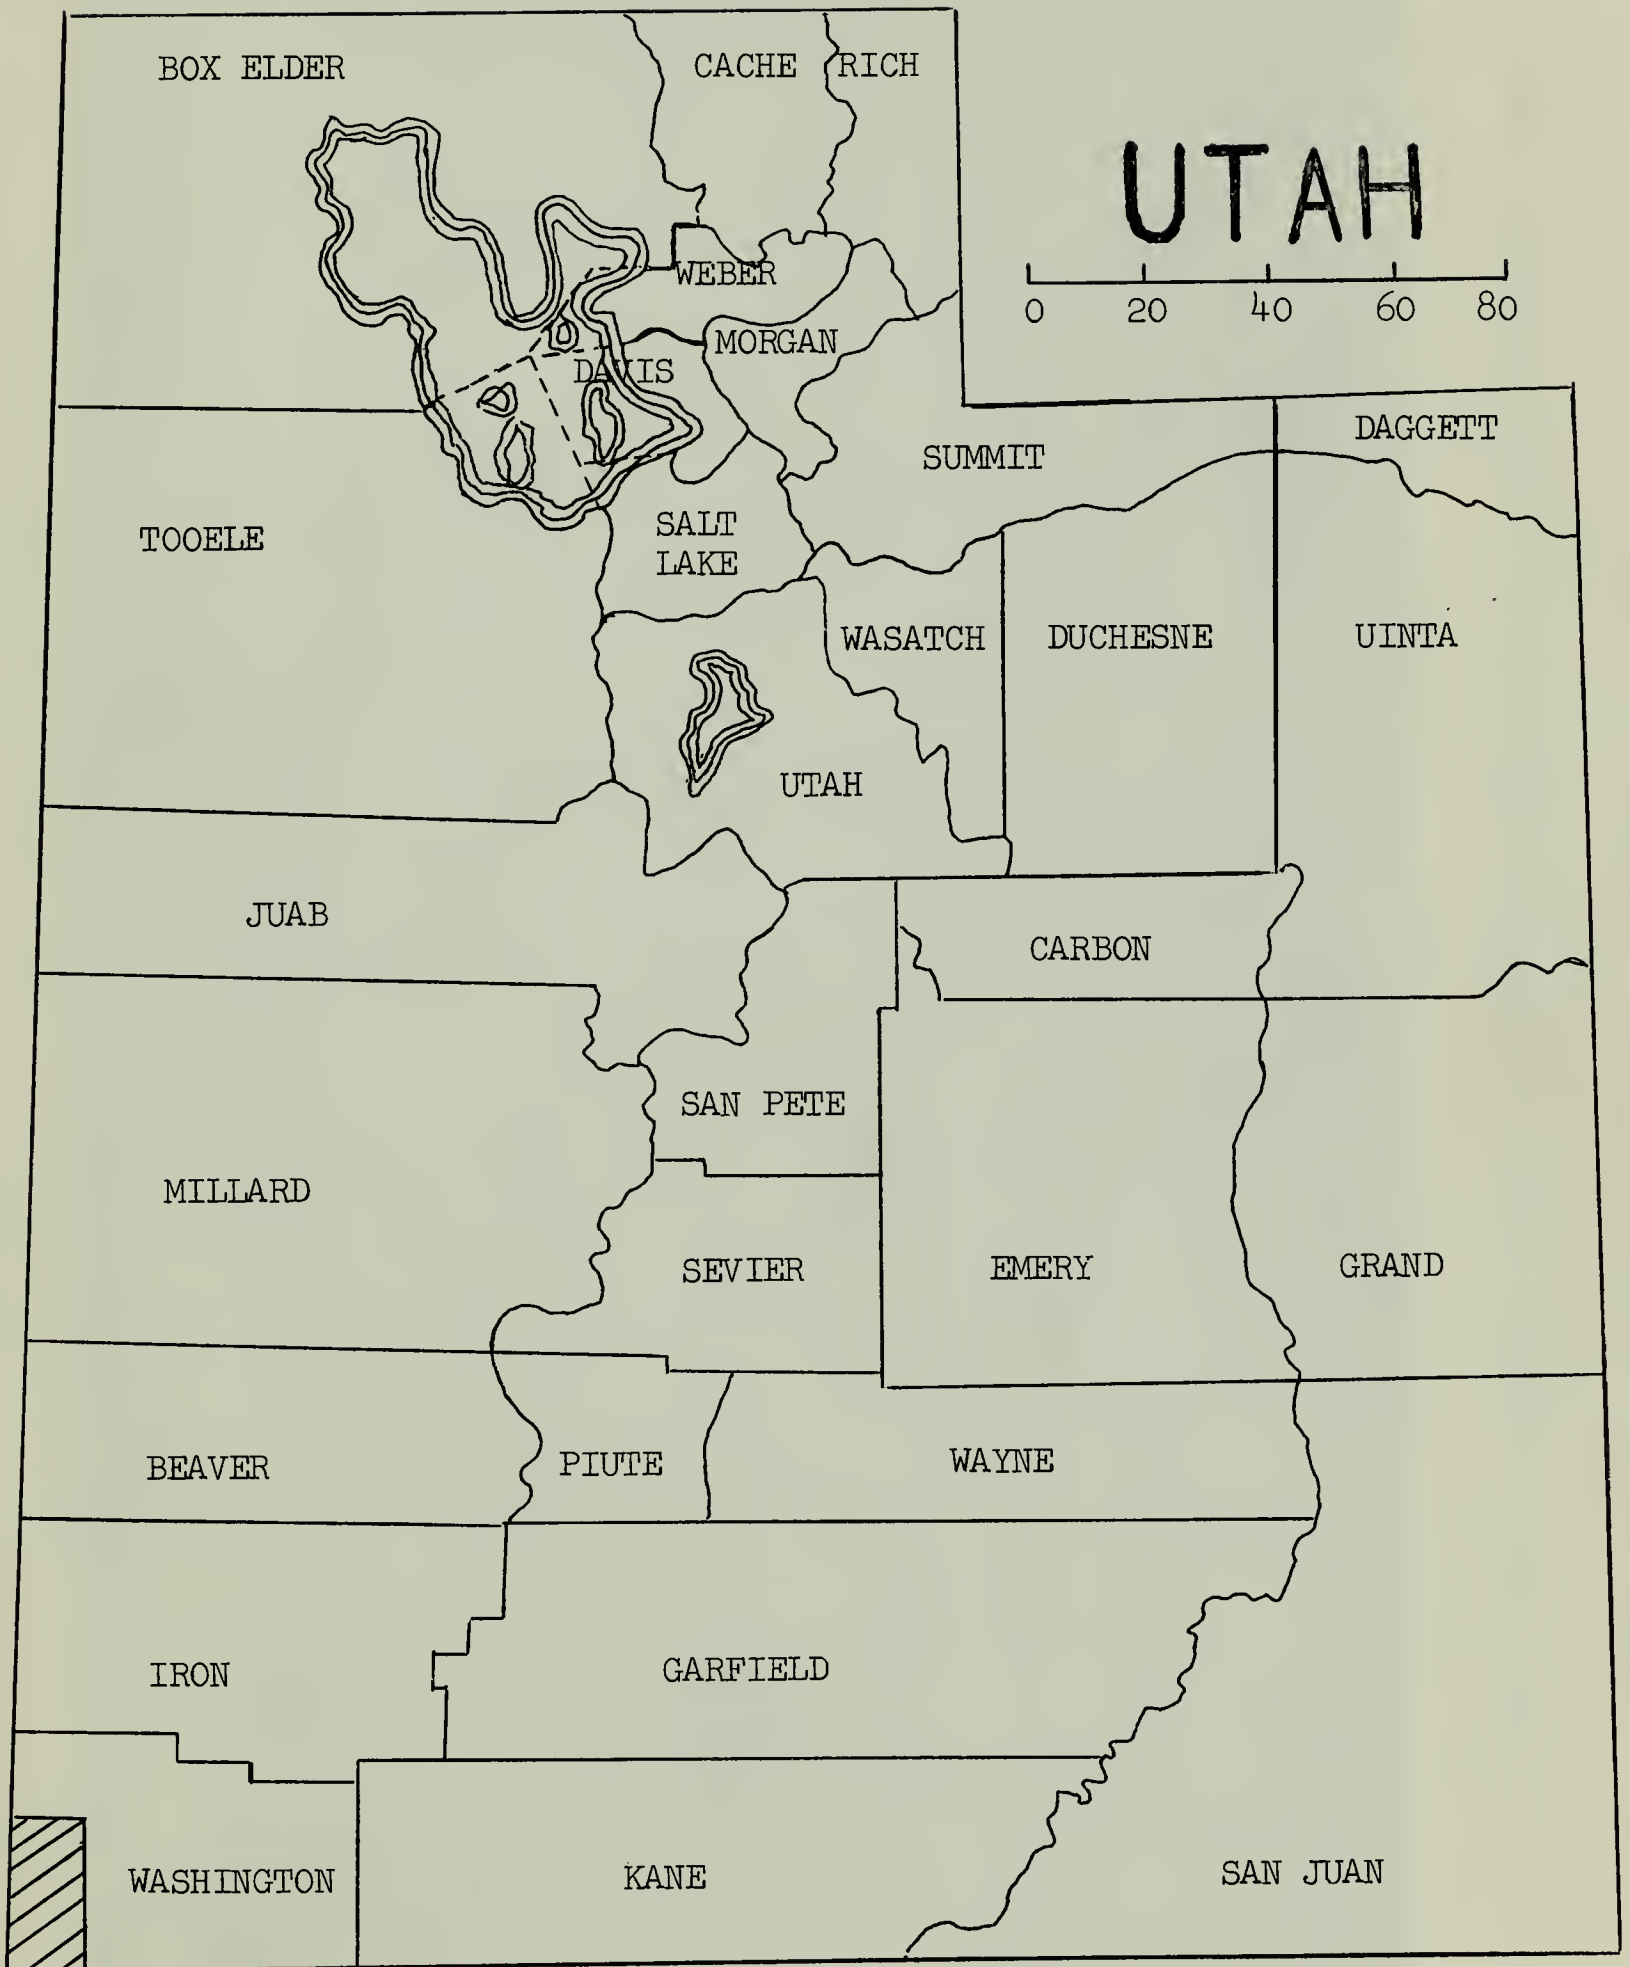 BOX ELDER
CACHE
RICH
UTAH
0 20 40 60 80
WEBER
MORGAN
DAVIS
SUMMIT
DAGGETT
TOOELE
SALT
LAKE
WASATCH
DUCHESNE
UINTA
UTAH
JUAB
CARBON
SAN PETE
MILLARD
SEVIER
EMERY
GRAND
BEAVER
PIUTE
WAYNE
IRON
GARFIELD
WASHINGTON
KANE
SAN JUAN